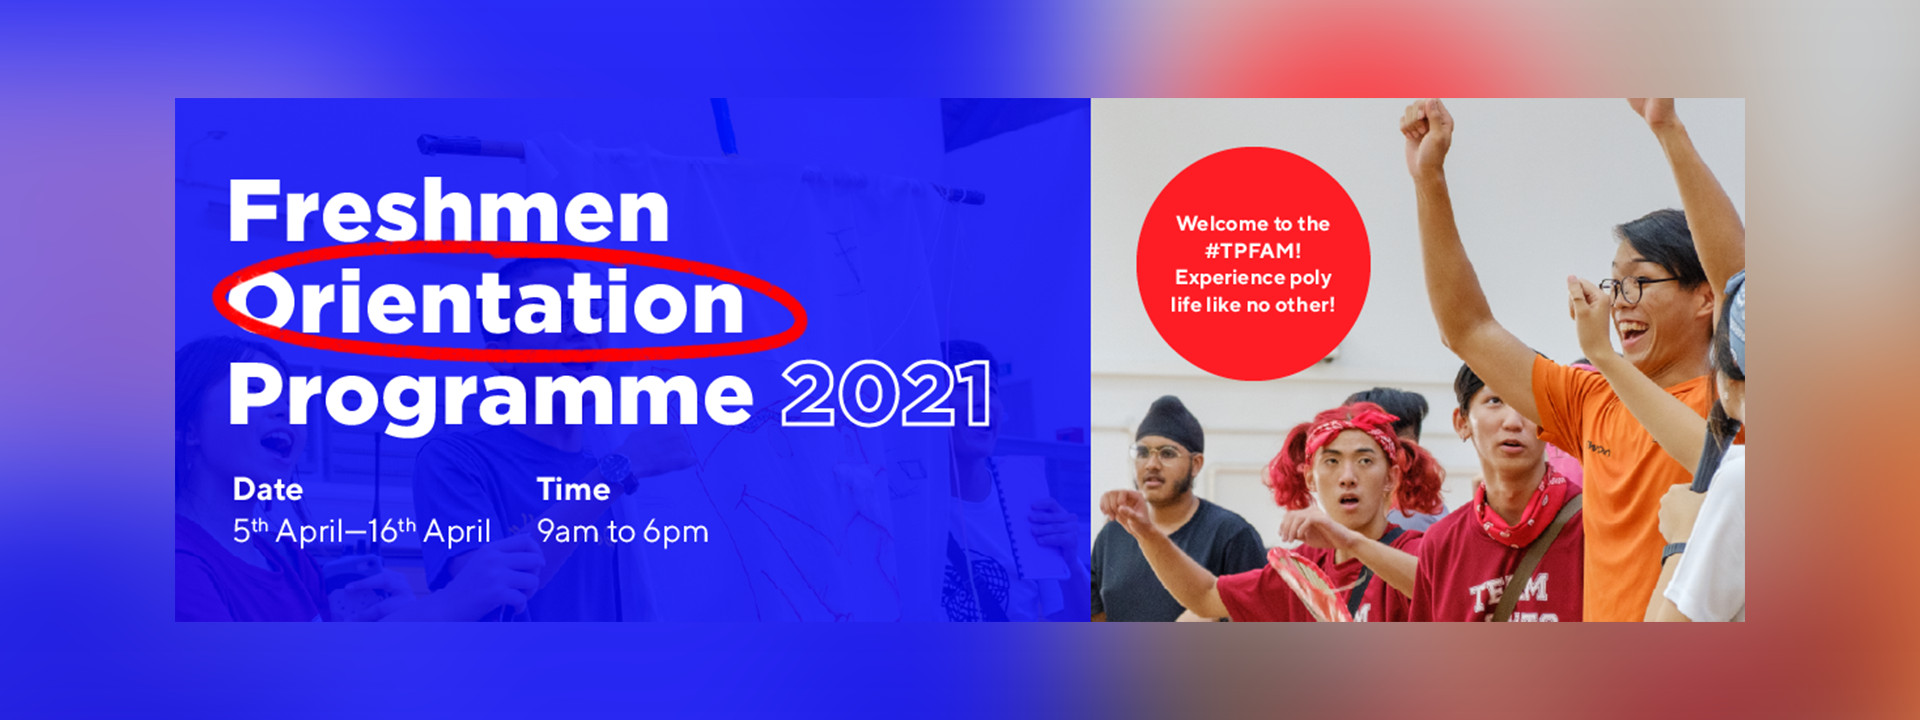 Freshmen
Orientation
Programme 2021
Date
5th April—16th April
Time
9am to 6pm
Welcome to the
#TPFAM!
Experience poly
life like no other!
TEAM